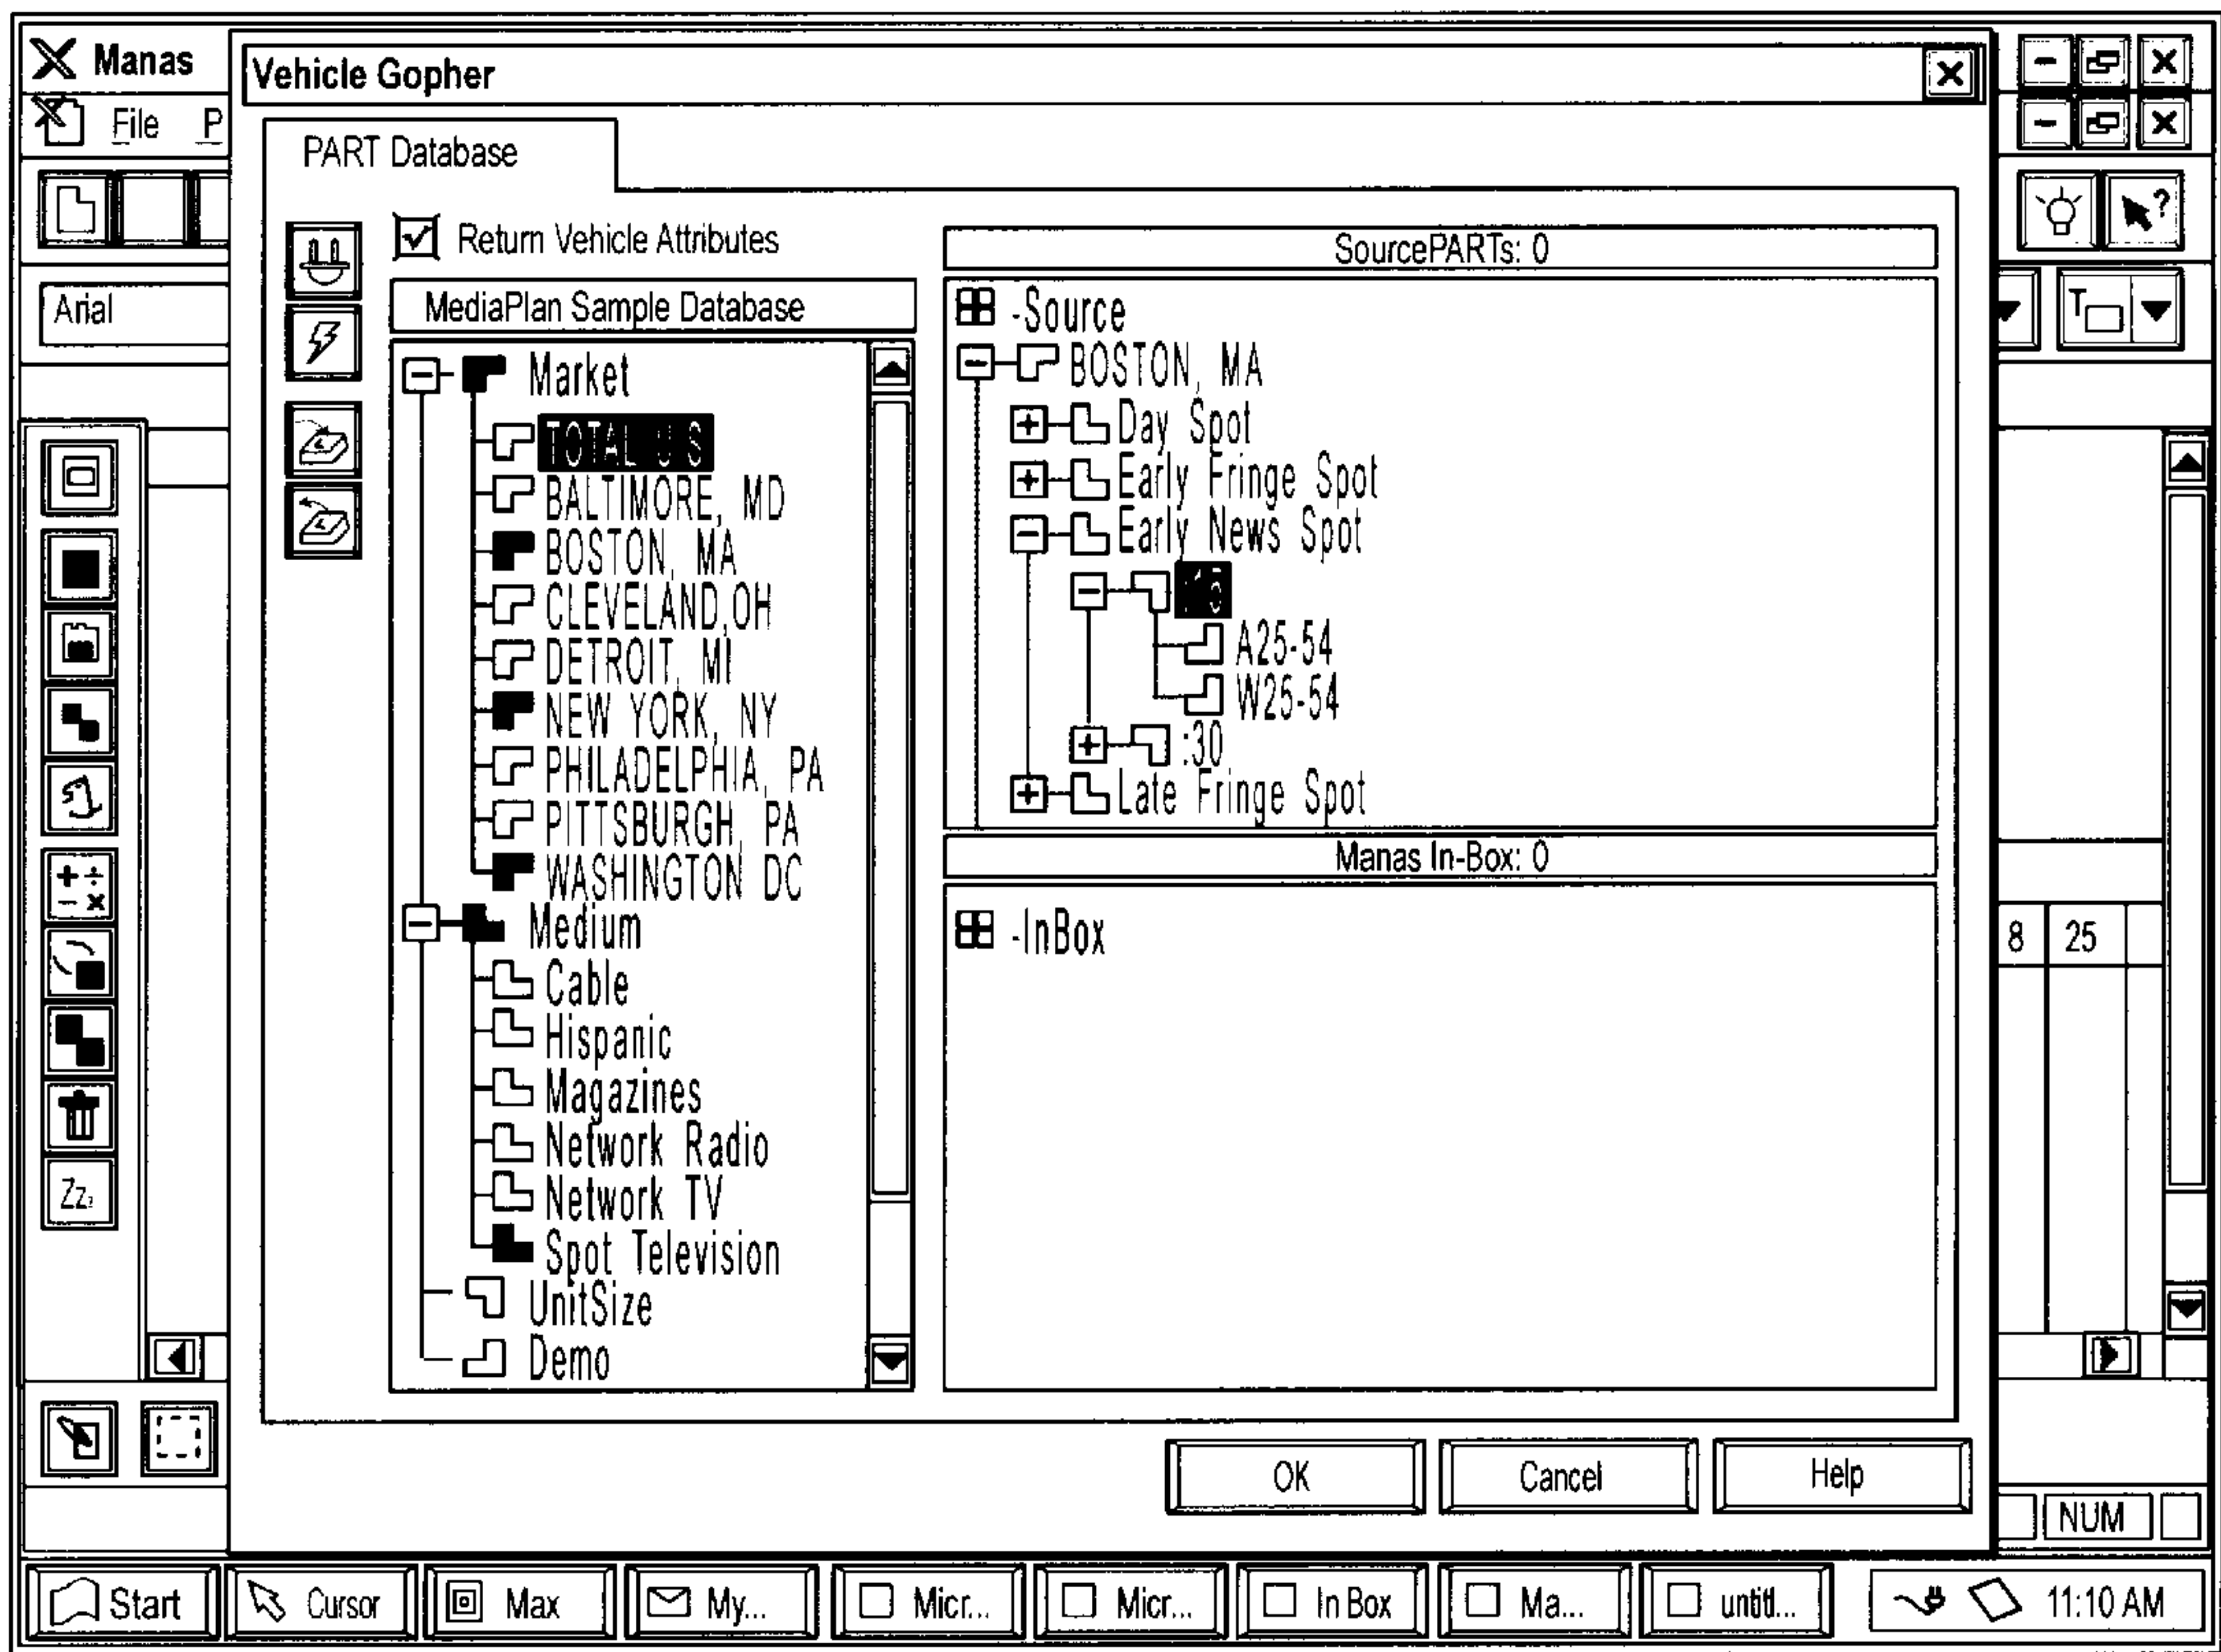 Manas
Vehicle Gopher
File P
PART Database
Return Vehicle Attributes
SourcePARTs: 0
Arial
MediaPlan Sample Database
-Source
BOSTON, MA
Day Spot
Early Fringe Spot
Early News Spot
:15
A25-54
W25-54
:30
Late Fringe Spot
Market
TOTAL U S
BALTIMORE, MD
BOSTON, MA
CLEVELAND,OH
DETROIT, MI
NEW YORK, NY
PHILADELPHIA, PA
PITTSBURGH, PA
WASHINGTON DC
Medium
Cable
Hispanic
Magazines
Network Radio
Network TV
Spot Television
UnitSize
Demo
Manas In-Box: 0
-InBox
8 25
Zz
OK Cancel Help
NUM
Start Cursor Max My... Micr... Micr... In Box Ma... untitl... 11:10 AM